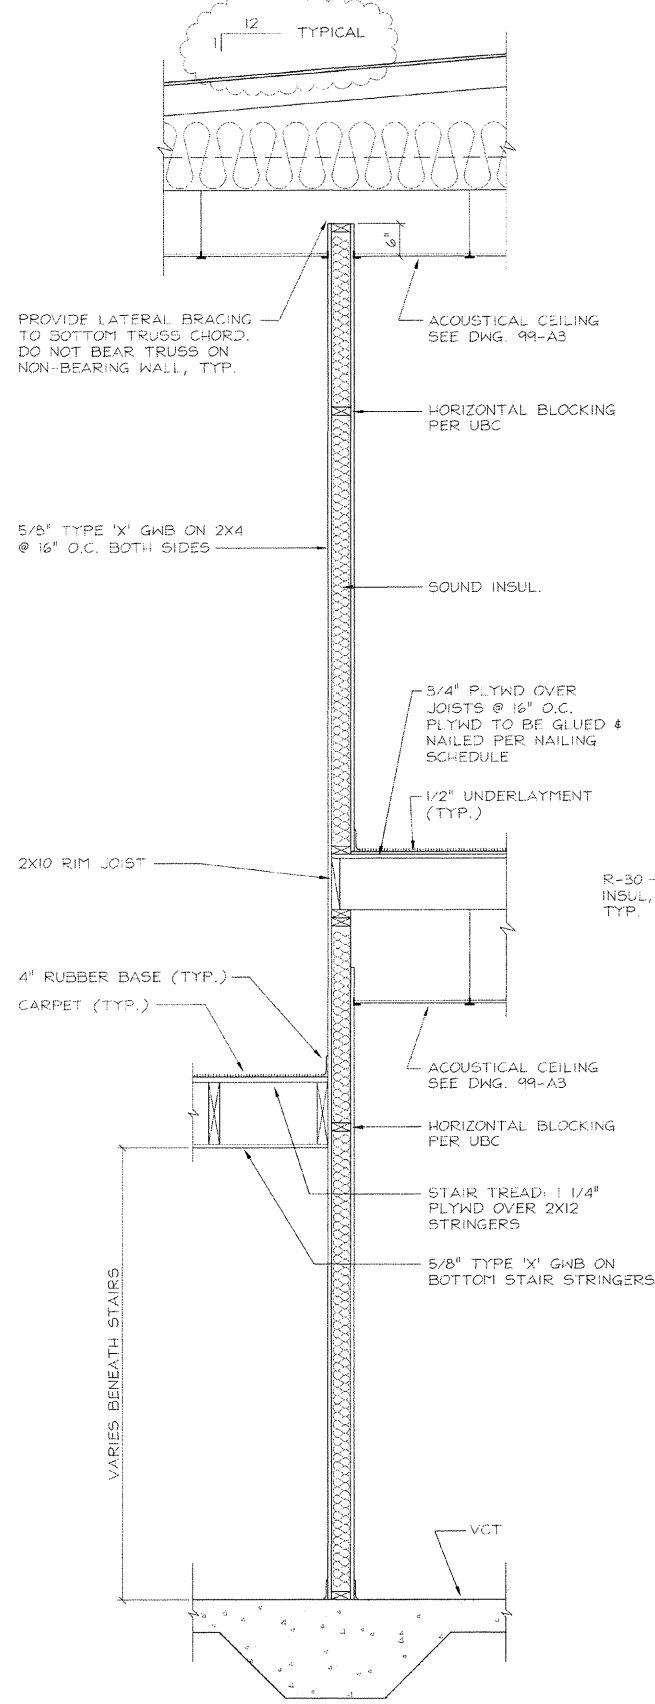 12
1
TYPICAL
6"
PROVIDE LATERAL BRACING
TO BOTTOM TRUSS CHORD.
DO NOT BEAR TRUSS ON
NON-BEARING WALL, TYP.
ACOUSTICAL CEILING
SEE DWG. 99-A3
HORIZONTAL BLOCKING
PER UBC
5/8" TYPE 'X' GWB ON 2X4
@ 16" O.C. BOTH SIDES
SOUND INSUL.
3/4" PLYWD OVER
JOISTS @ 16" O.C.
PLYWD TO BE GLUED &
NAILED PER NAILING
SCHEDULE
1/2" UNDERLAYMENT
(TYP.)
2X10 RIM JOIST
R-30
INSUL,
TYP.
4" RUBBER BASE (TYP.)
CARPET (TYP.)
ACOUSTICAL CEILING
SEE DWG. 99-A3
HORIZONTAL BLOCKING
PER UBC
STAIR TREAD: 1 1/4"
PLYWD OVER 2X12
STRINGERS
5/8" TYPE 'X' GWB ON
BOTTOM STAIR STRINGERS
VARIES BENEATH STAIRS
VCT